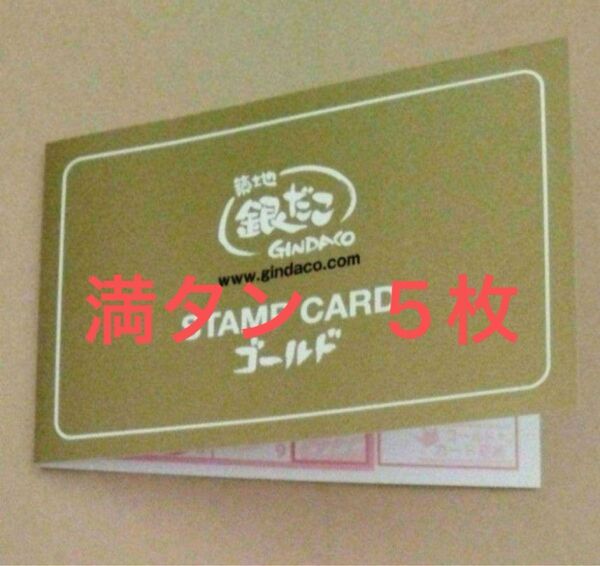 築地
銀だこ
GINDACO
www.gindaco.com
満タン 5枚
STAMP CARD
ゴールド